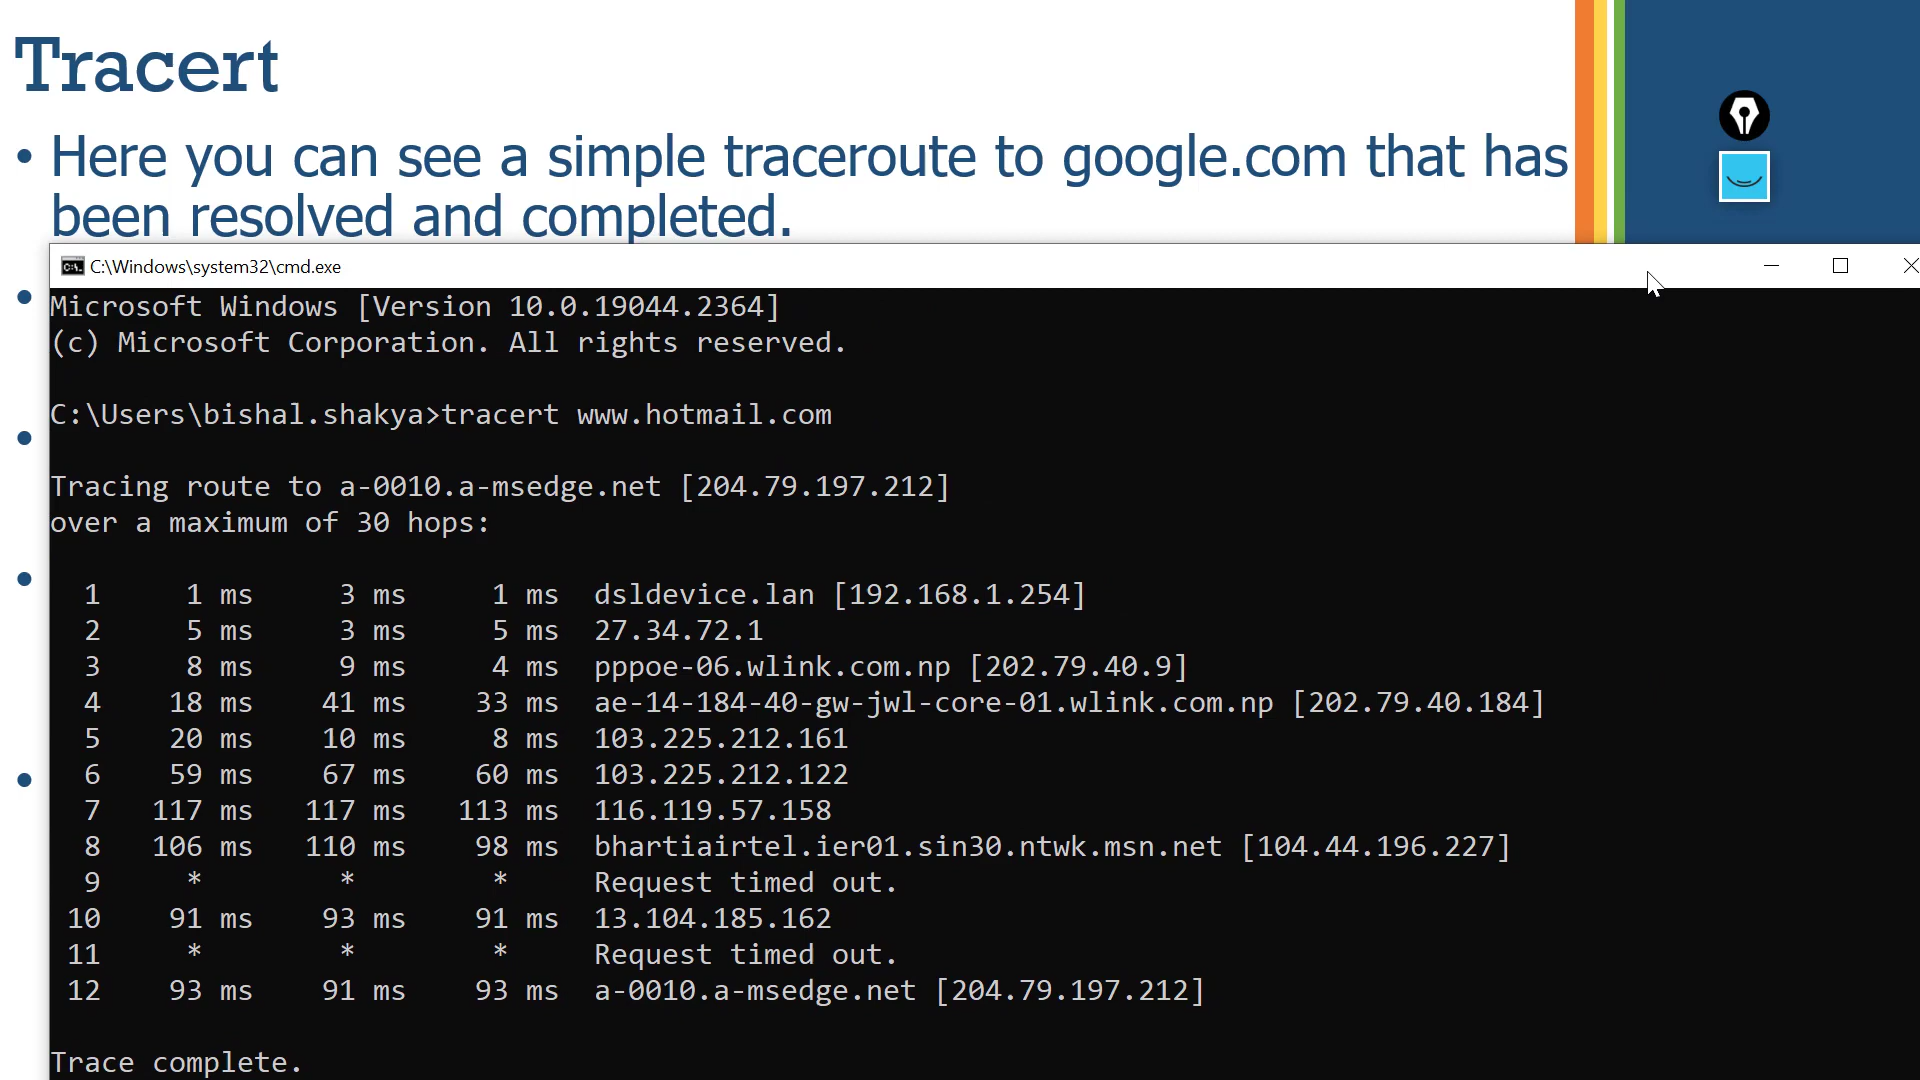 Tracert
• Here you can see a simple traceroute to google.com that has
been resolved and completed.
C:\Windows\system32\cmd.exe
Microsoft Windows [Version 10.0.19044.2364]
(c) Microsoft Corporation. All rights reserved.
C:\Users\bishal.shakya>tracert www.hotmail.com
Tracing route to a-0010.a-msedge.net [204.79.197.212]
over a maximum of 30 hops:
1 1 ms 3 ms 1 ms dsldevice.lan [192.168.1.254]
2 5 ms 3 ms 5 ms 27.34.72.1
3 8 ms 9 ms 4 ms pppoe-06.wlink.com.np [202.79.40.9]
4 18 ms 41 ms 33 ms ae-14-184-40-gw-jwl-core-01.wlink.com.np [202.79.40.184]
5 20 ms 10 ms 8 ms 103.225.212.161
6 59 ms 67 ms 60 ms 103.225.212.122
7 117 ms 117 ms 113 ms 116.119.57.158
8 106 ms 110 ms 98 ms bhartiairtel.ier01.sin30.ntwk.msn.net [104.44.196.227]
9 * * * Request timed out.
10 91 ms 93 ms 91 ms 13.104.185.162
11 * * * Request timed out.
12 93 ms 91 ms 93 ms a-0010.a-msedge.net [204.79.197.212]
Trace complete.